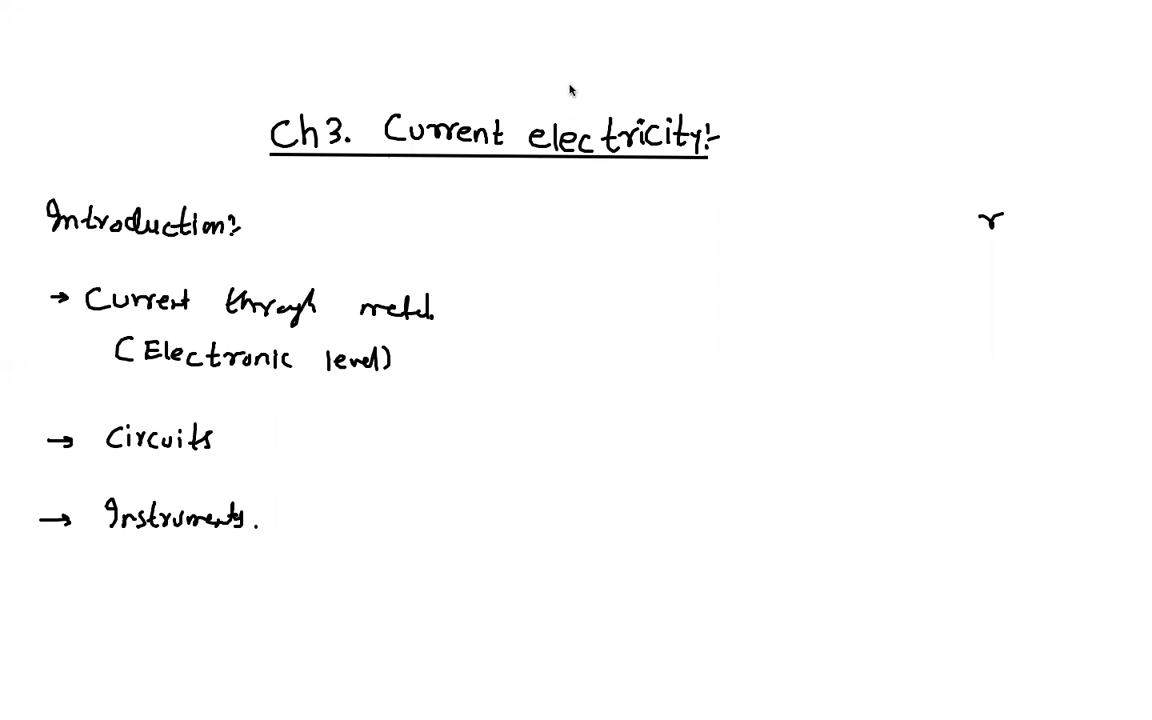 Ch3. Current electricity:-
Introduction:-
r
→ Current through metal.
(Electronic level)
→ Circuits
→ Instruments.